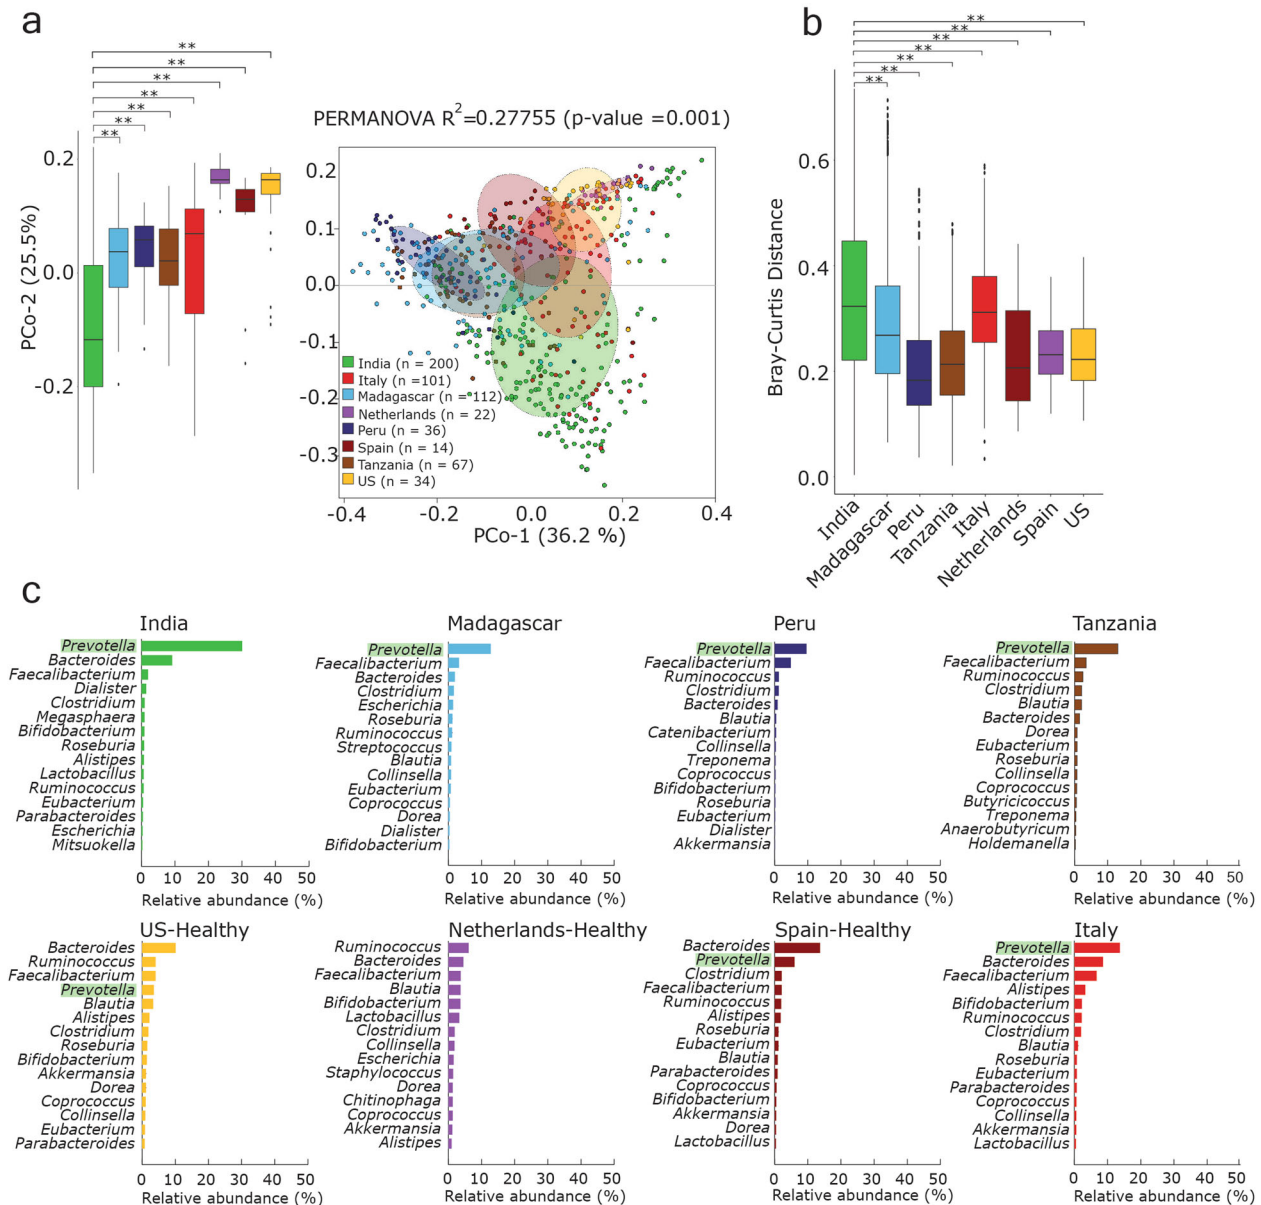 a
b
**
**
**
**
**
**
**
PCo-2 (25.5%)
0.2
0.0
-0.2
PERMANOVA R2=0.27755 (p-value =0.001)
0.2
0.1
0.0
-0.1
-0.2
-0.3
India (n = 200)
Italy (n =101)
Madagascar (n = 112)
Netherlands (n = 22)
Peru (n = 36)
Spain (n = 14)
Tanzania (n = 67)
US (n = 34)
-0.4
-0.2
0.0
0.2
0.4
PCo-1 (36.2 %)
**
**
**
**
**
**
**
Bray-Curtis Distance
0.6
0.4
0.2
0.0
India
Madagascar
Peru
Tanzania
Italy
Netherlands
Spain
US
c
India
Prevotella
Bacteroides
Faecalibacterium
Dialister
Clostridium
Megasphaera
Bifidobacterium
Roseburia
Alistipes
Lactobacillus
Ruminococcus
Eubacterium
Parabacteroides
Escherichia
Mitsuokella
0 10 20 30 40 50
Relative abundance (%)
Madagascar
Prevotella
Faecalibacterium
Bacteroides
Clostridium
Escherichia
Roseburia
Ruminococcus
Streptococcus
Blautia
Collinsella
Eubacterium
Coprococcus
Dorea
Dialister
Bifidobacterium
0 10 20 30 40 50
Relative abundance (%)
Peru
Prevotella
Faecalibacterium
Ruminococcus
Clostridium
Bacteroides
Blautia
Catenibacterium
Collinsella
Treponema
Coprococcus
Bifidobacterium
Roseburia
Eubacterium
Dialister
Akkermansia
0 10 20 30 40 50
Relative abundance (%)
Tanzania
Prevotella
Faecalibacterium
Ruminococcus
Clostridium
Blautia
Bacteroides
Dorea
Eubacterium
Roseburia
Collinsella
Coprococcus
Butyricicoccus
Treponema
Anaerobutyricum
Holdemanella
0 10 20 30 40 50
Relative abundance (%)
US-Healthy
Bacteroides
Ruminococcus
Faecalibacterium
Prevotella
Blautia
Alistipes
Clostridium
Roseburia
Bifidobacterium
Akkermansia
Dorea
Coprococcus
Collinsella
Eubacterium
Parabacteroides
0 10 20 30 40 50
Relative abundance (%)
Netherlands-Healthy
Ruminococcus
Bacteroides
Faecalibacterium
Blautia
Bifidobacterium
Lactobacillus
Clostridium
Collinsella
Escherichia
Staphylococcus
Dorea
Chitinophaga
Coprococcus
Akkermansia
Alistipes
0 10 20 30 40 50
Relative abundance (%)
Spain-Healthy
Bacteroides
Prevotella
Clostridium
Faecalibacterium
Ruminococcus
Alistipes
Roseburia
Eubacterium
Blautia
Parabacteroides
Coprococcus
Bifidobacterium
Akkermansia
Dorea
Lactobacillus
0 10 20 30 40 50
Relative abundance (%)
Italy
Prevotella
Bacteroides
Faecalibacterium
Alistipes
Bifidobacterium
Ruminococcus
Clostridium
Blautia
Roseburia
Eubacterium
Parabacteroides
Coprococcus
Collinsella
Akkermansia
Lactobacillus
0 10 20 30 40 50
Relative abundance (%)